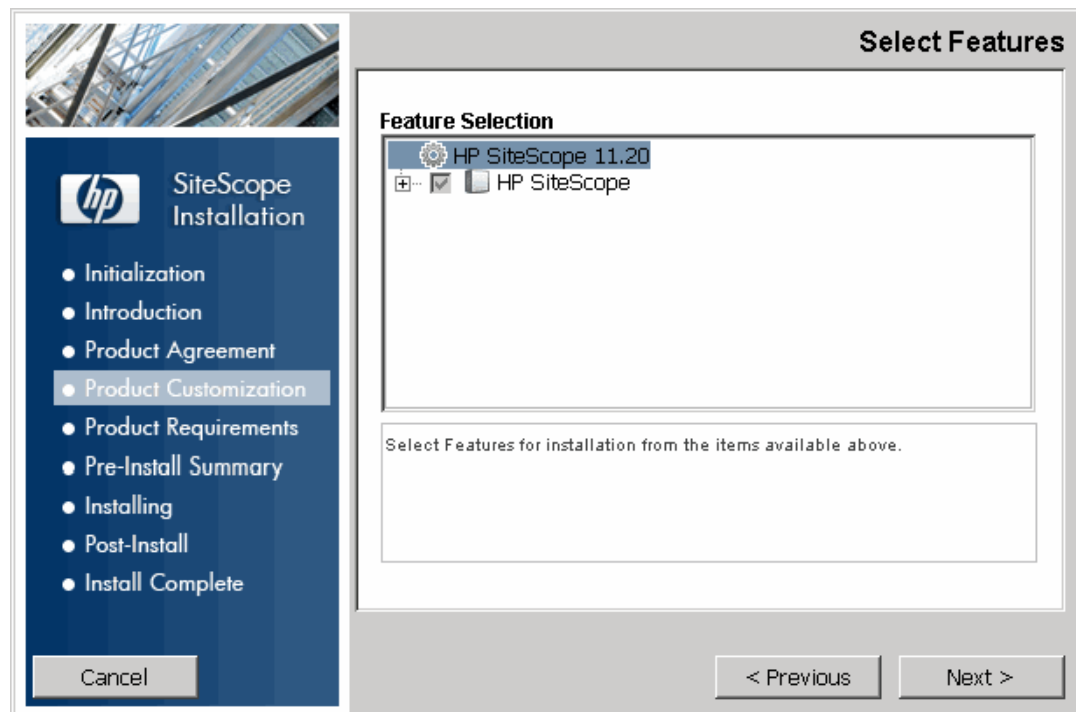 Select Features
hp
SiteScope
Installation
Initialization
Introduction
Product Agreement
Product Customization
Product Requirements
Pre-Install Summary
Installing
Post-Install
Install Complete
Cancel
Feature Selection
HP SiteScope 11.20
HP SiteScope
Select Features for installation from the items available above.
< Previous
Next >